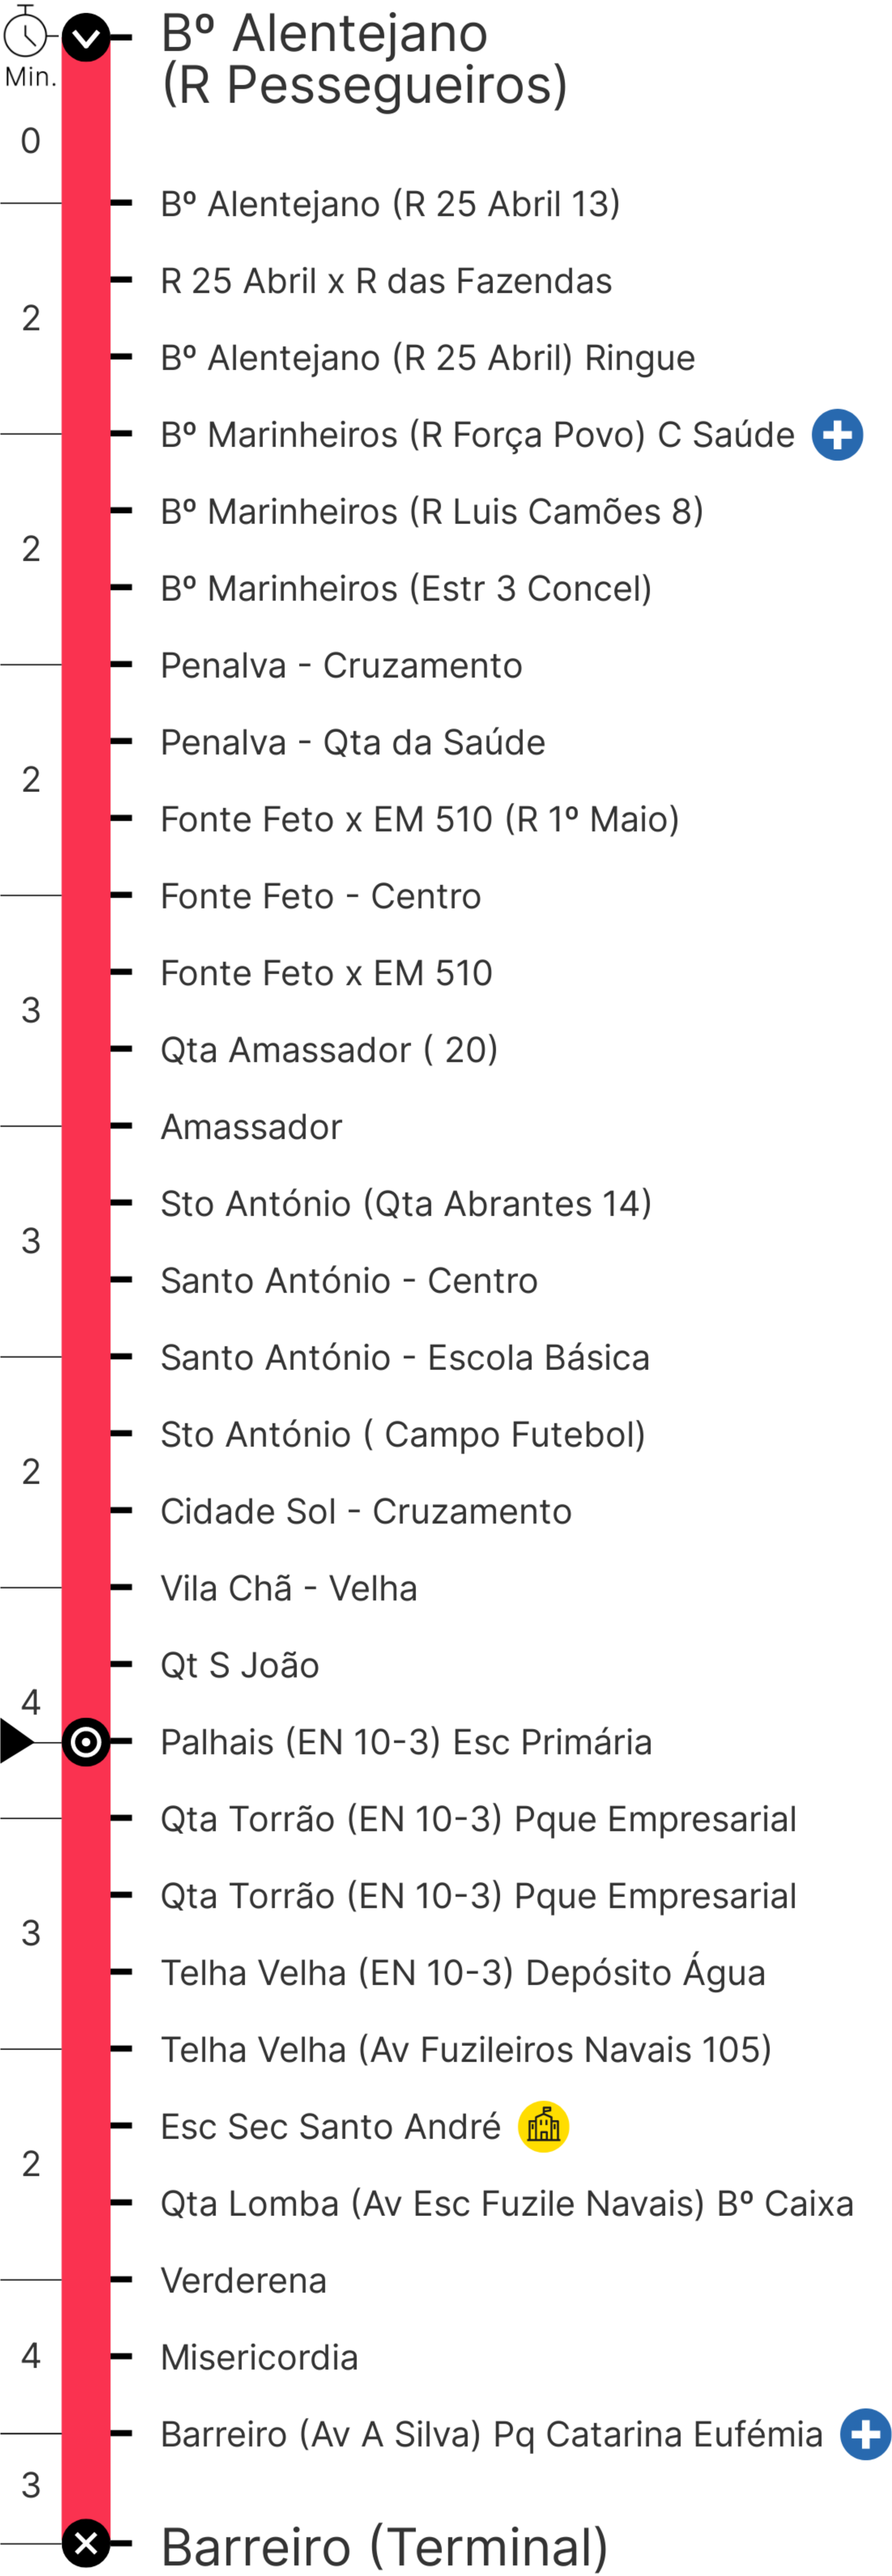 Bº Alentejano
(R Pessegueiros)
Min.
0
Bº Alentejano (R 25 Abril 13)
R 25 Abril x R das Fazendas
2
Bº Alentejano (R 25 Abril) Ringue
Bº Marinheiros (R Força Povo) C Saúde
Bº Marinheiros (R Luis Camões 8)
2
Bº Marinheiros (Estr 3 Concel)
Penalva - Cruzamento
Penalva - Qta da Saúde
2
Fonte Feto x EM 510 (R 1º Maio)
Fonte Feto - Centro
Fonte Feto x EM 510
3
Qta Amassador ( 20)
Amassador
Sto António (Qta Abrantes 14)
3
Santo António - Centro
Santo António - Escola Básica
Sto António ( Campo Futebol)
2
Cidade Sol - Cruzamento
Vila Chã - Velha
Qt S João
4
Palhais (EN 10-3) Esc Primária
Qta Torrão (EN 10-3) Pque Empresarial
Qta Torrão (EN 10-3) Pque Empresarial
3
Telha Velha (EN 10-3) Depósito Água
Telha Velha (Av Fuzileiros Navais 105)
Esc Sec Santo André
2
Qta Lomba (Av Esc Fuzile Navais) Bº Caixa
Verderena
4
Misericordia
Barreiro (Av A Silva) Pq Catarina Eufémia
3
Barreiro (Terminal)